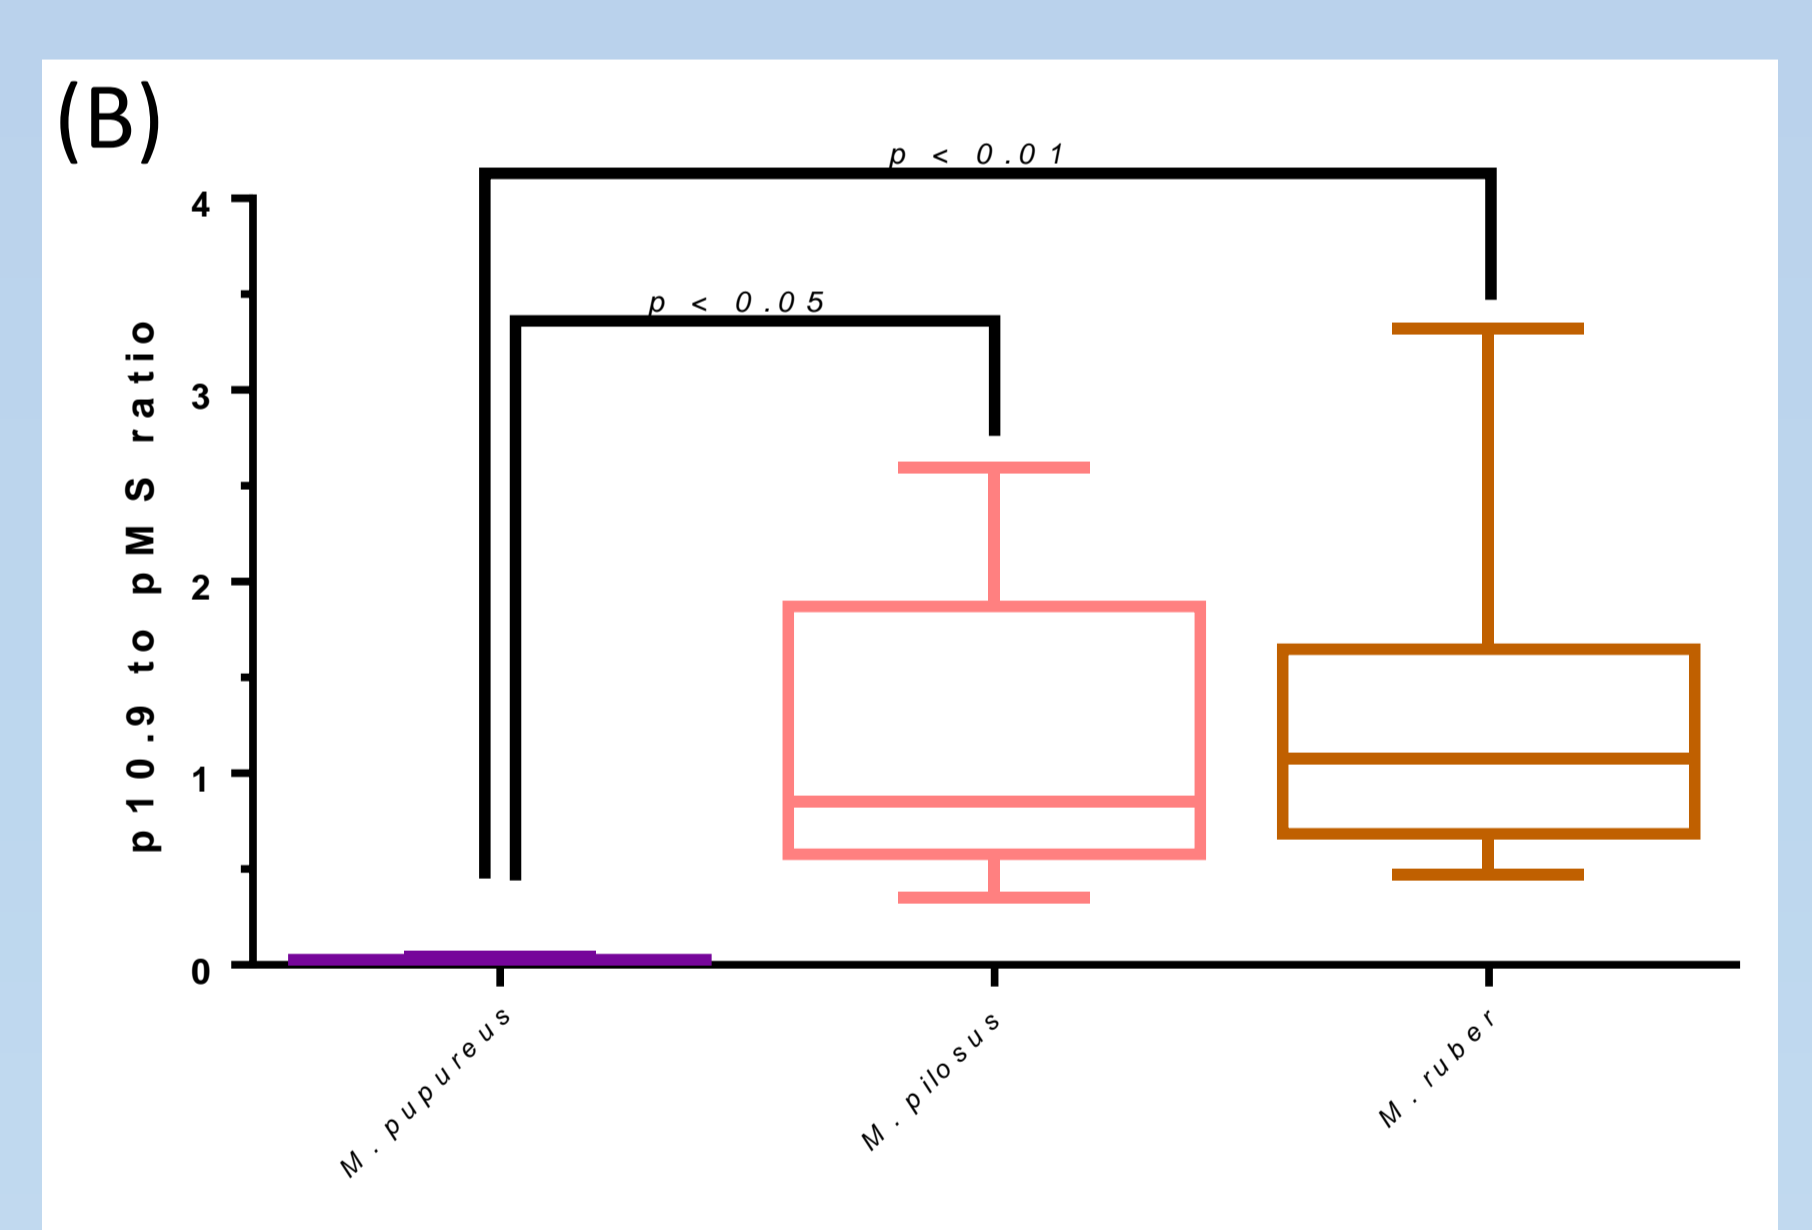 (B)
p < 0.01
p < 0.05
p10.9 to pMS ratio
4
3
2
1
0
M. pupureus
M. pilosus
M. ruber